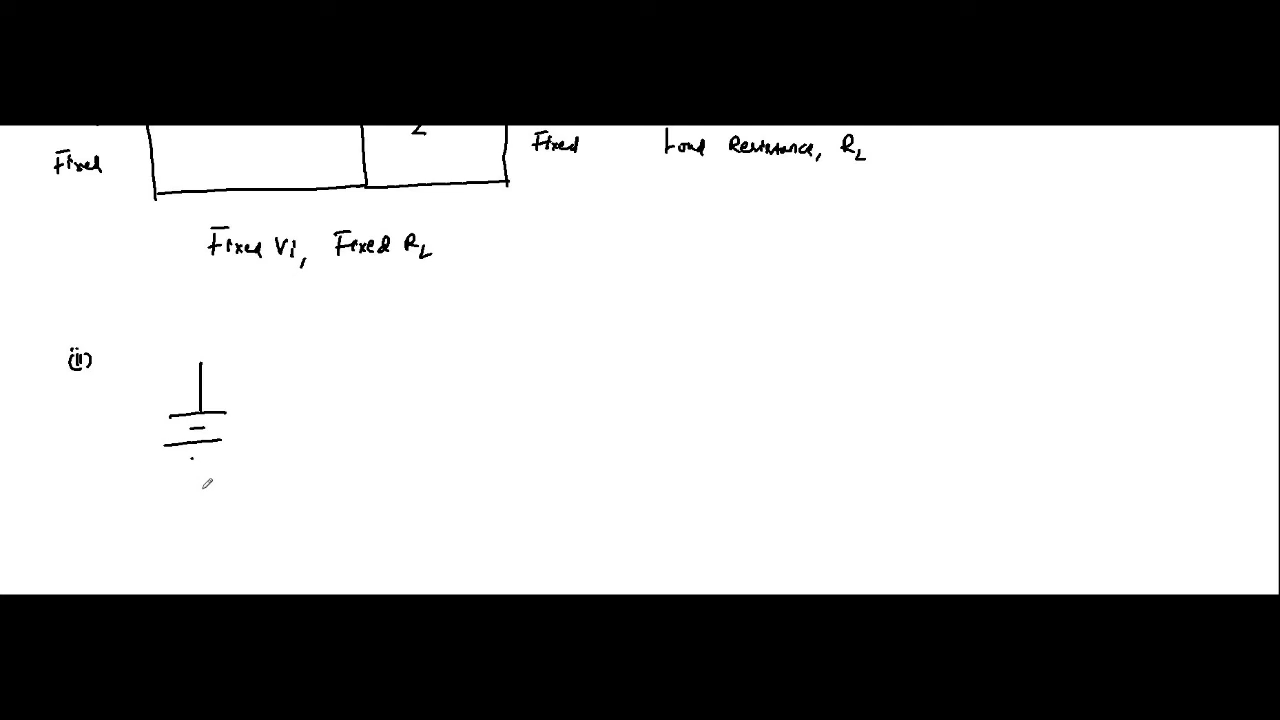 Z
Fixed Load Resistance, RL
Fixed
Fixed Vi, Fixed RL
(ii)